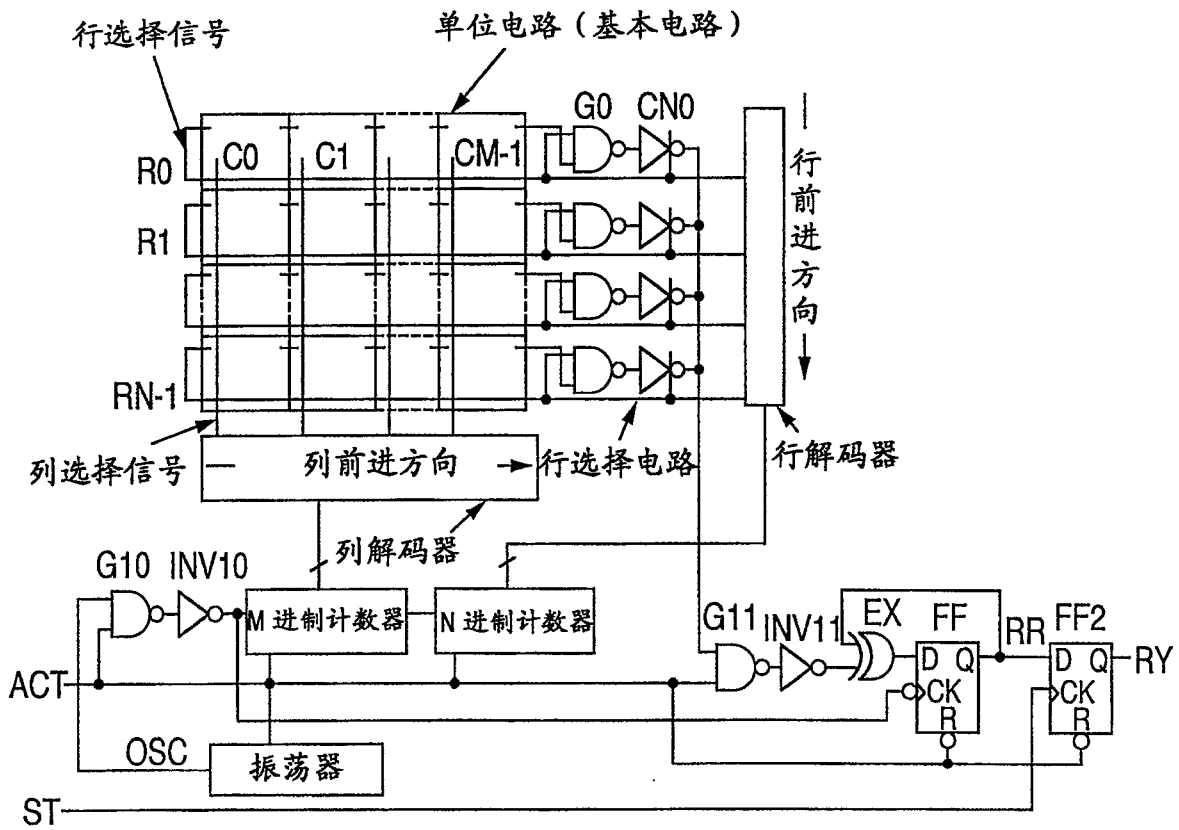 行选择信号
单位电路（基本电路）
G0 CN0
R0
C0
C1
CM-1
R1
RN-1
行前进方向
列选择信号
列前进方向
行选择电路
行解码器
列解码器
G10 INV10
M 进制计数器
N 进制计数器
G11 INV11 EX FF RR FF2
D Q
CK
R
D Q
CK
R
RY
ACT
OSC
振荡器
ST